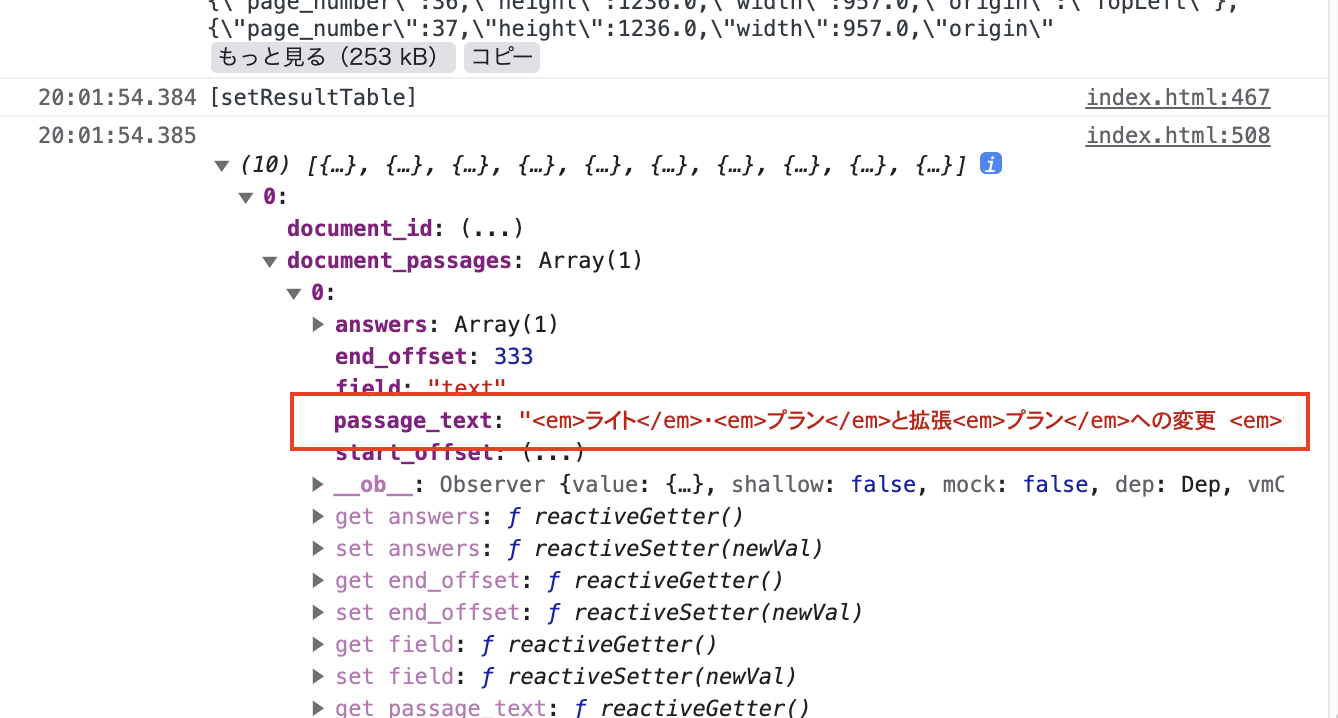 {\"page_number\":36,\"height\":1236.0,\"width\":957.0,\"origin\":\"TopLeft\"},
{\"page_number\":37,\"height\":1236.0,\"width\":957.0,\"origin\"
もっと見る（253 kB） コピー
20:01:54.384 [setResultTable] index.html:467
20:01:54.385 index.html:508
▼ (10) [{…}, {…}, {…}, {…}, {…}, {…}, {…}, {…}, {…}, {…}] i
▼ 0:
document_id: (...)
▼ document_passages: Array(1)
▼ 0:
▶ answers: Array(1)
end_offset: 333
field: "text"
passage_text: "<em>ライト</em>・<em>プラン</em>と拡張<em>プラン</em>への変更 <em>
start_offset: (...)
▶ __ob__: Observer {value: {…}, shallow: false, mock: false, dep: Dep, vmC
▶ get answers: ƒ reactiveGetter()
▶ set answers: ƒ reactiveSetter(newVal)
▶ get end_offset: ƒ reactiveGetter()
▶ set end_offset: ƒ reactiveSetter(newVal)
▶ get field: ƒ reactiveGetter()
▶ set field: ƒ reactiveSetter(newVal)
▶ get passage_text: ƒ reactiveGetter()